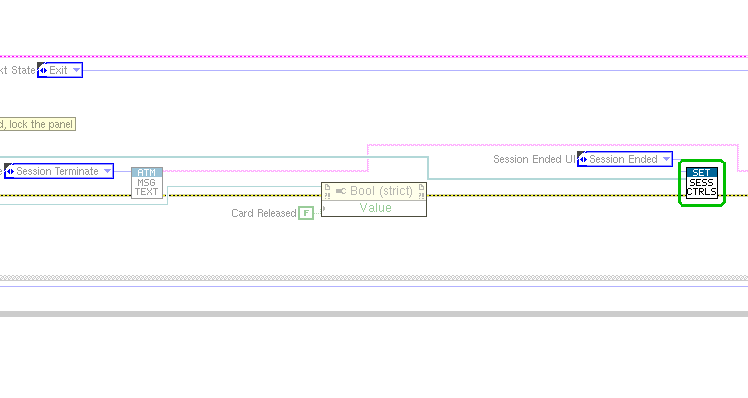 xt State
Exit
d, lock the panel
Session Terminate
ATM
MSG
TEXT
Session Ended UI
Session Ended
SET
SESS
CTRLS
Bool (strict)
Value
Card Released
F